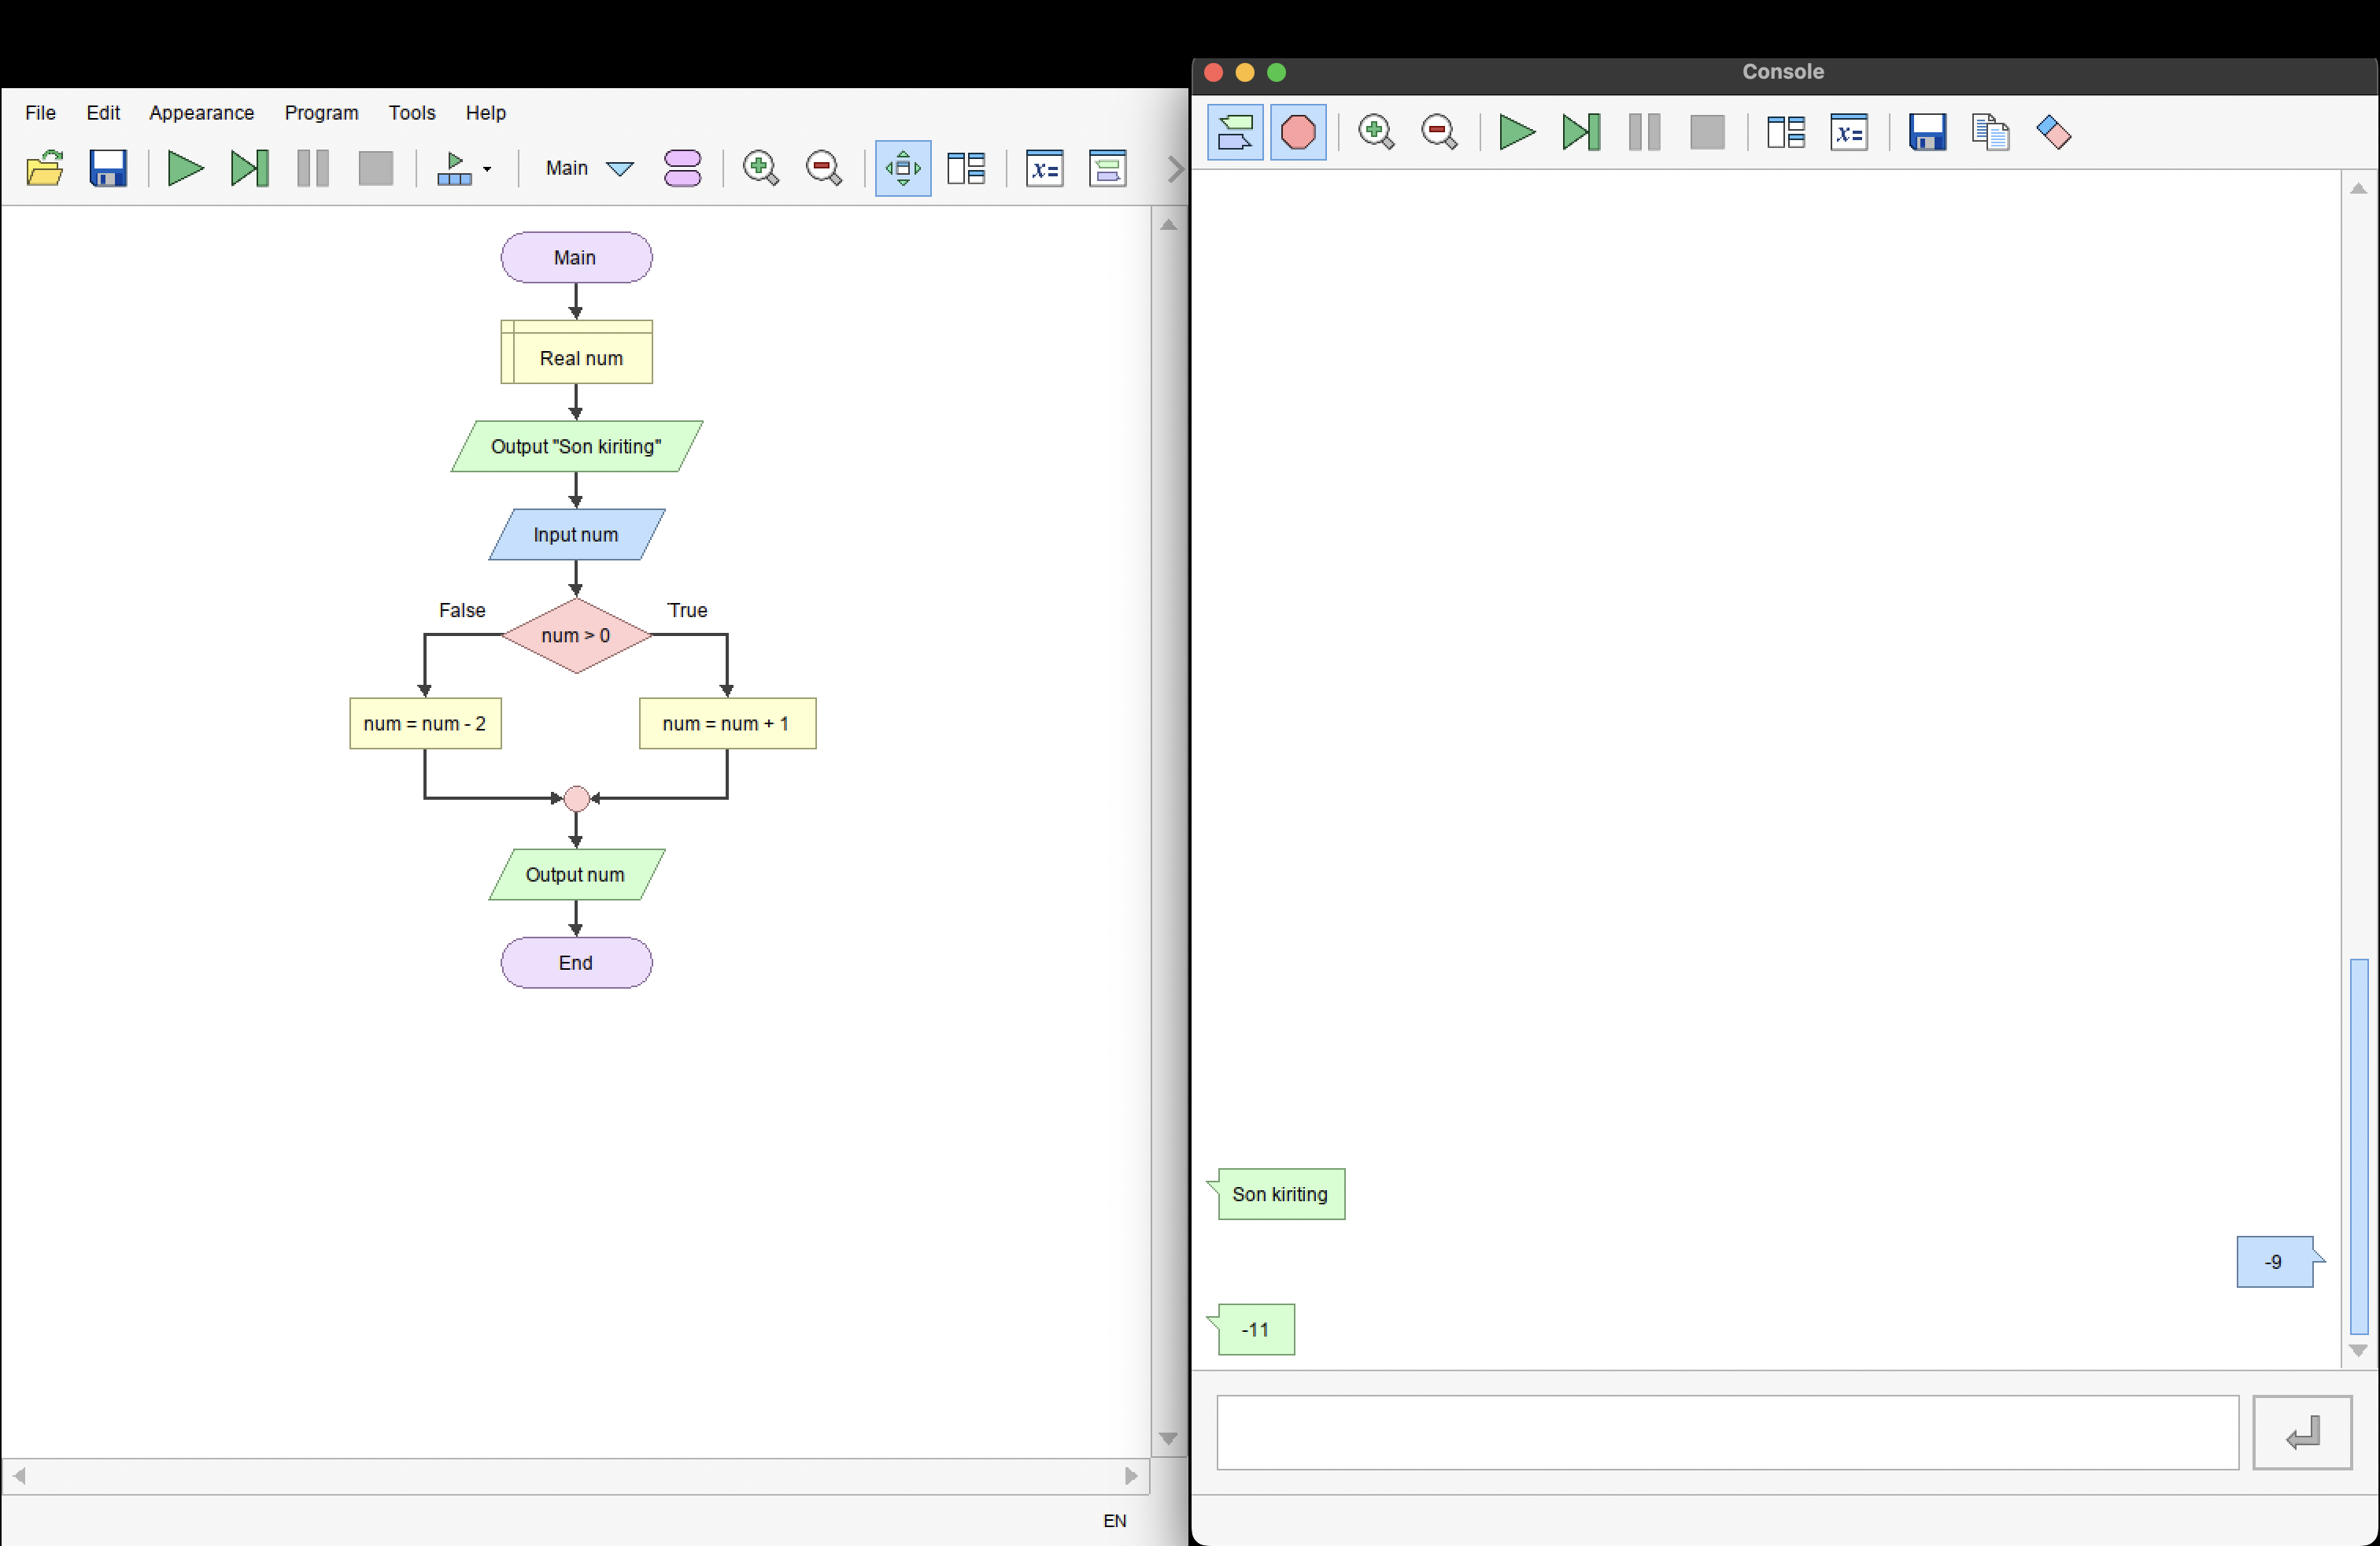 File Edit Appearance Program Tools Help
Main
x=
Main
Real num
Output "Son kiriting"
Input num
False
True
num > 0
num = num - 2
num = num + 1
Output num
End
EN
Console
x=
Son kiriting
-9
-11